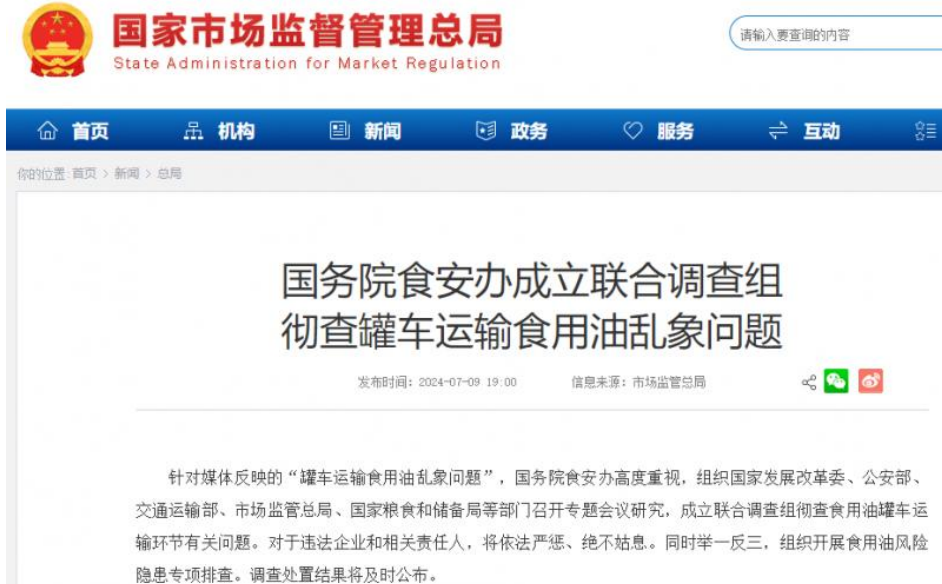 国家市场监督管理总局
State Administration for Market Regulation
请输入要查询的内容
首页 机构 新闻 政务 服务 互动
你的位置:首页 > 新闻 > 总局
国务院食安办成立联合调查组
彻查罐车运输食用油乱象问题
发布时间：2024-07-09 19:00 信息来源：市场监管总局
针对媒体反映的“罐车运输食用油乱象问题”，国务院食安办高度重视，组织国家发展改革委、公安部、
交通运输部、市场监管总局、国家粮食和储备局等部门召开专题会议研究，成立联合调查组彻查食用油罐车运
输环节有关问题。对于违法企业和相关责任人，将依法严惩、绝不姑息。同时举一反三，组织开展食用油风险
隐患专项排查。调查处置结果将及时公布。